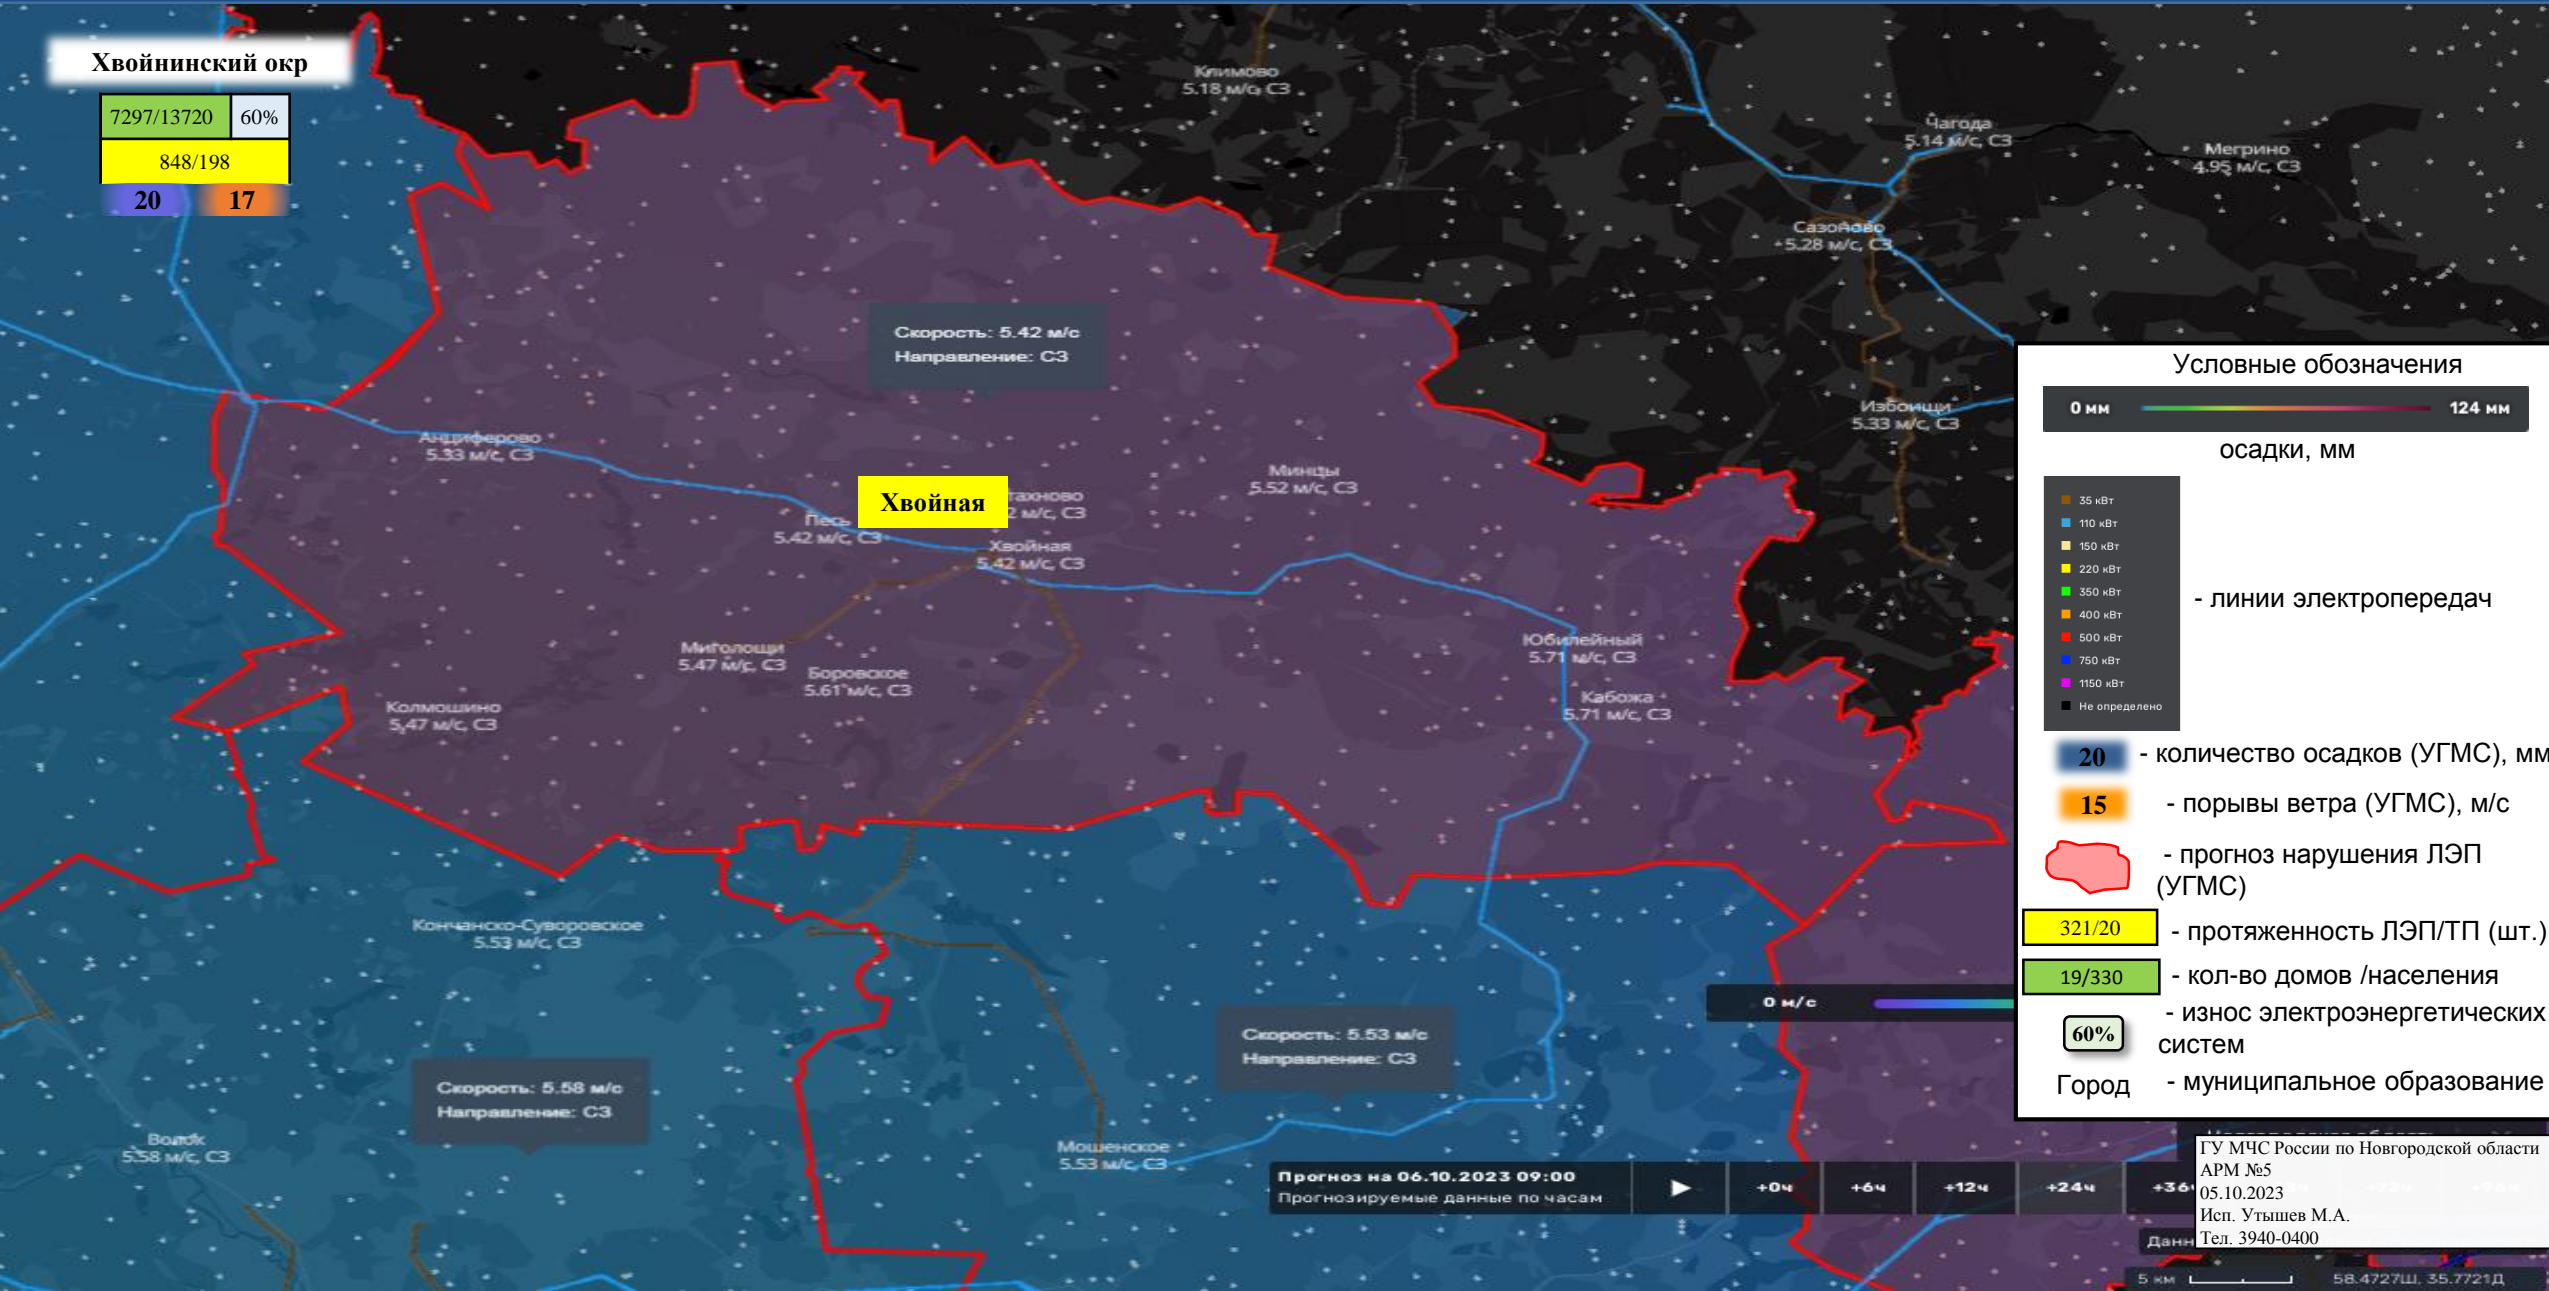 Хвойнинский окр
7297/13720 60%
848/198
20 17
Климово
5.18 м/с, СЗ
Чагода
5.14 м/с, СЗ
Мегрино
4.95 м/с, СЗ
Сазоново
5.28 м/с, СЗ
Скорость: 5.42 м/с
Направление: СЗ
Избоищи
5.33 м/с, СЗ
Анциферово
5.33 м/с, СЗ
Минцы
5.52 м/с, СЗ
Хвойная
тахново
2 м/с, СЗ
Песь
5.42 м/с, СЗ
Хвойная
5.42 м/с, СЗ
Миголощи
5.47 м/с, СЗ
Боровское
5.61 м/с, СЗ
Юбилейный
5.71 м/с, СЗ
Кабожа
5.71 м/с, СЗ
Колмошино
5.47 м/с, СЗ
Кончанско-Суворовское
5.53 м/с, СЗ
Скорость: 5.53 м/с
Направление: СЗ
Скорость: 5.58 м/с
Направление: СЗ
Волок
5.58 м/с, СЗ
Мошенское
5.53 м/с, СЗ
0 м/с
Прогноз на 06.10.2023 09:00
Прогнозируемые данные по часам
+0ч +6ч +12ч +24ч +36ч
Условные обозначения
0 мм 124 мм
осадки, мм
35 кВт
110 кВт
150 кВт
220 кВт
350 кВт
400 кВт
500 кВт
750 кВт
1150 кВт
Не определено
- линии электропередач
20 - количество осадков (УГМС), мм
15 - порывы ветра (УГМС), м/с
- прогноз нарушения ЛЭП
(УГМС)
321/20 - протяженность ЛЭП/ТП (шт.)
19/330 - кол-во домов /населения
60% - износ электроэнергетических
систем
Город - муниципальное образование
ГУ МЧС России по Новгородской области
АРМ №5
05.10.2023
Исп. Утышев М.А.
Тел. 3940-0400
Данн
5 км 58.4727Ш, 35.7721Д